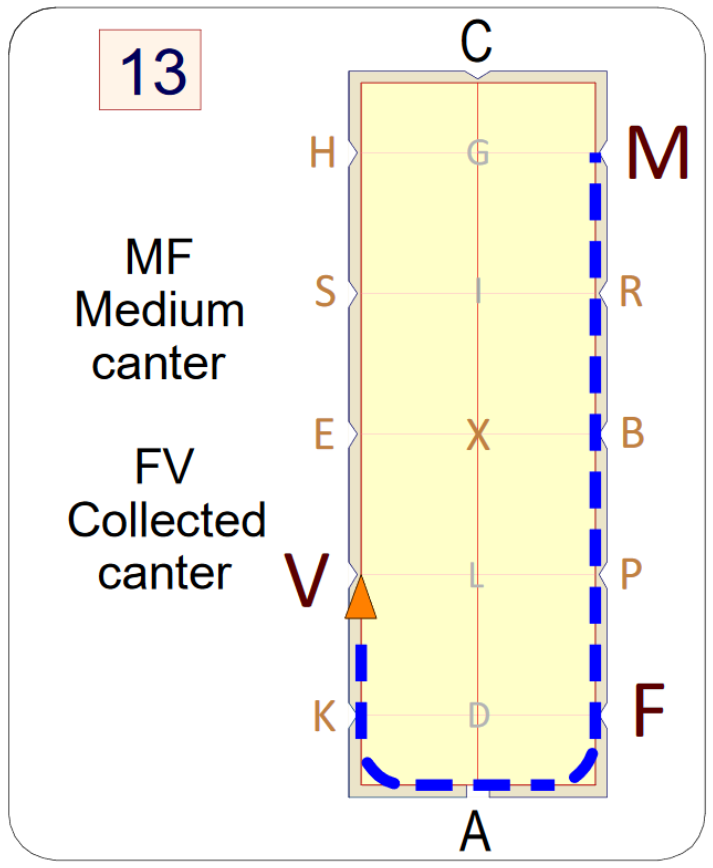 13
C
H G M
MF
Medium
canter
S I R
E X B
FV
Collected
canter
V L P
K D F
A